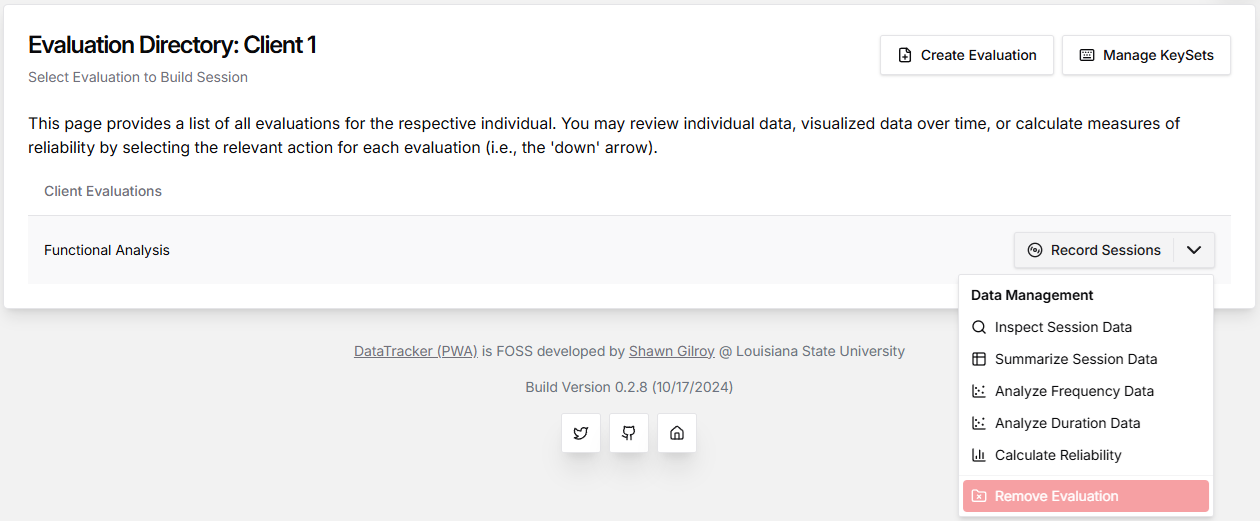 Evaluation Directory: Client 1
Select Evaluation to Build Session
Create Evaluation
Manage KeySets
This page provides a list of all evaluations for the respective individual. You may review individual data, visualized data over time, or calculate measures of
reliability by selecting the relevant action for each evaluation (i.e., the 'down' arrow).
Client Evaluations
Functional Analysis
Record Sessions
Data Management
Inspect Session Data
Summarize Session Data
Analyze Frequency Data
Analyze Duration Data
Calculate Reliability
Remove Evaluation
DataTracker (PWA) is FOSS developed by Shawn Gilroy @ Louisiana State University
Build Version 0.2.8 (10/17/2024)